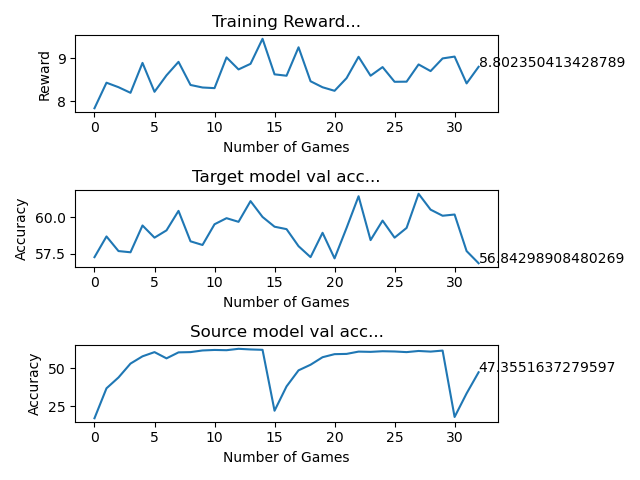 Training Reward...
Reward
9
8
8.802350413428789
0 5 10 15 20 25 30
Number of Games
Target model val acc...
Accuracy
60.0
57.5
56.84298908480269
0 5 10 15 20 25 30
Number of Games
Source model val acc...
Accuracy
50
25
47.3551637279597
0 5 10 15 20 25 30
Number of Games